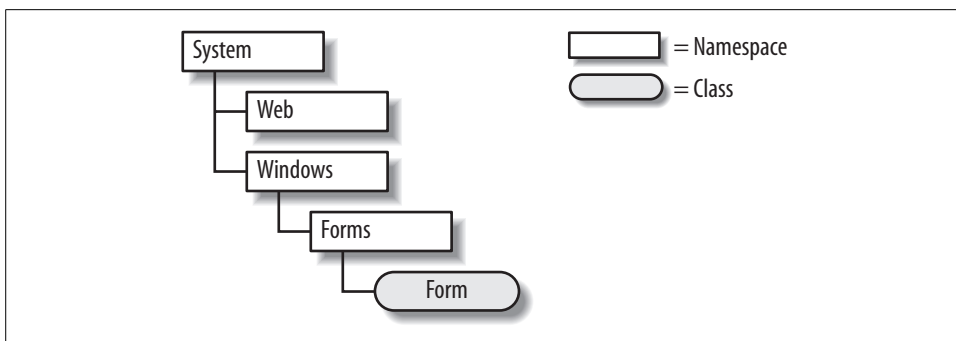 System
Web
Windows
Forms
Form
= Namespace
= Class